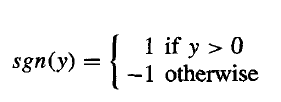 sgn(y) = { 1 if y > 0
-1 otherwise